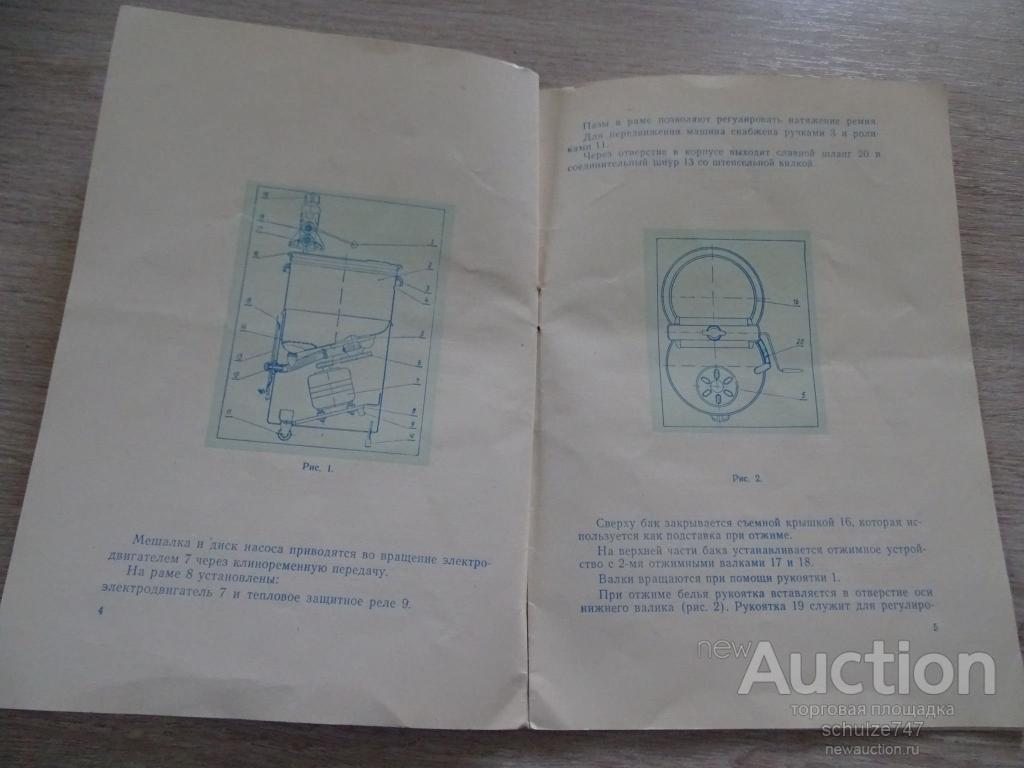 Рис. 1.
Мешалка и диск насоса приводятся во вращение электро-
двигателем 7 через клиноременную передачу.
На раме 8 установлены:
электродвигатель 7 и тепловое защитное реле 9.
4
Пазы в раме позволяют регулировать натяжение ремня.
Для передвижения машина снабжена ручками 3 и роли-
ками 11.
Через отверстие в корпусе выходят сливной шланг 20 и
соединительный шнур 13 со штепсельной вилкой.
16
20
5
Рис. 2.
Сверху бак закрывается съемной крышкой 16, которая ис-
пользуется как подставка при отжиме.
На верхней части бака устанавливается отжимное устрой-
ство с 2-мя отжимными валками 17 и 18.
Валки вращаются при помощи рукоятки 1.
При отжиме белья рукоятка вставляется в отверстие оси
нижнего валика (рис. 2). Рукоятка 19 служит для регулиро-
5
newAuction
торговая площадка
schulze747
newauction.ru